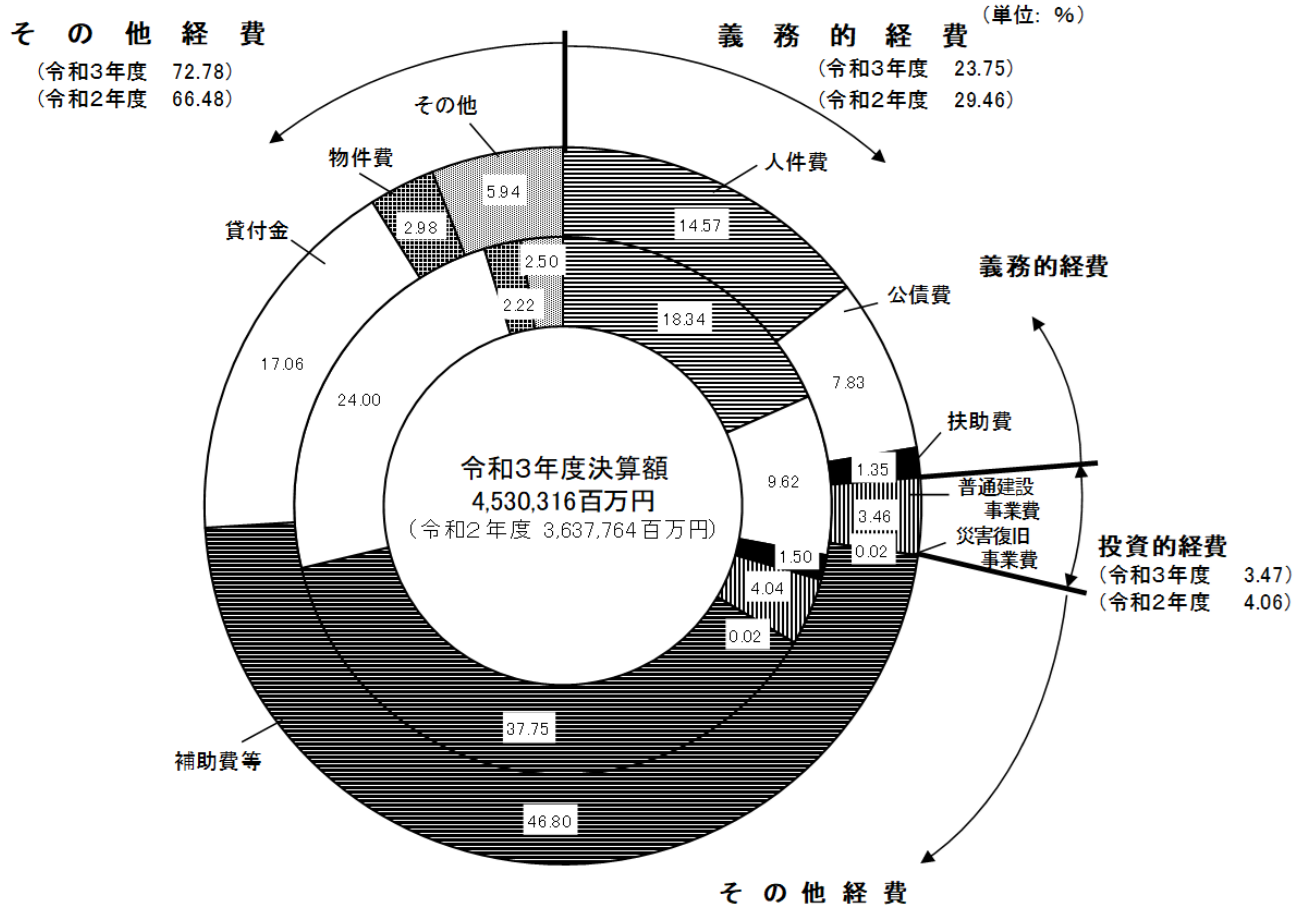 （単位: %）
そ の 他 経 費
（令和３年度 72.78）
（令和２年度 66.48）
義 務 的 経 費
（令和３年度 23.75）
（令和２年度 29.46）
その他
物件費
貸付金
人件費
5.94
2.98
14.57
2.50
2.22
18.34
義務的経費
公債費
17.06
24.00
7.83
扶助費
1.35
9.62
令和３年度決算額
4,530,316百万円
（令和２年度 3,637,764百万円）
普通建設
事業費
3.46
災害復旧
事業費
0.02
1.50
4.04
0.02
投資的経費
（令和３年度 3.47）
（令和２年度 4.06）
37.75
補助費等
46.80
そ の 他 経 費